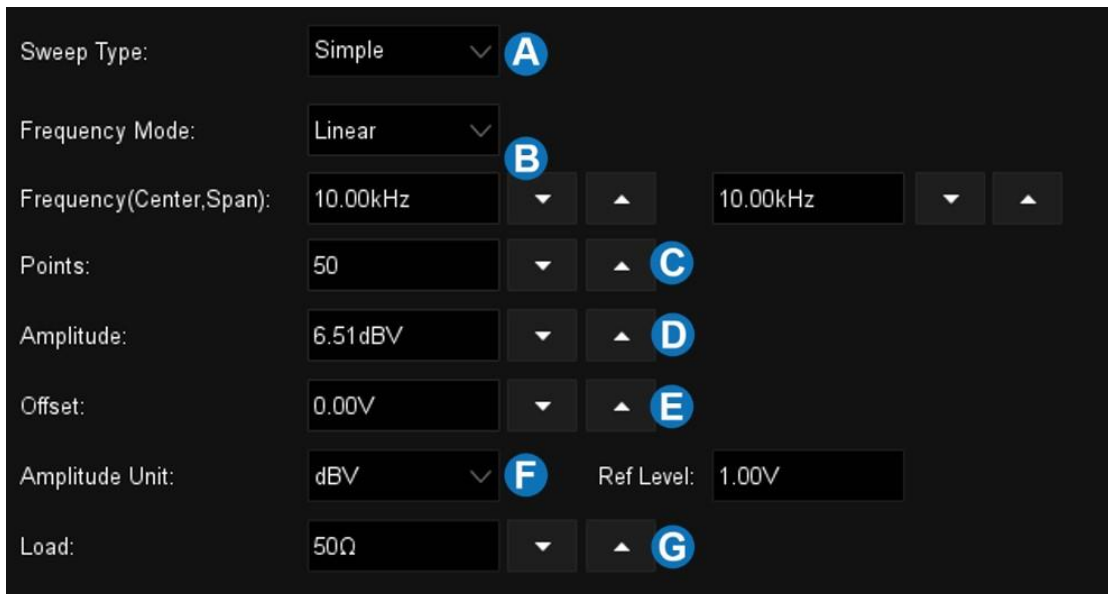 Sweep Type: Simple A
Frequency Mode: Linear
B
Frequency(Center,Span): 10.00kHz 10.00kHz
Points: 50 C
Amplitude: 6.51dBV D
Offset: 0.00V E
Amplitude Unit: dBV F Ref Level: 1.00V
Load: 50Ω G